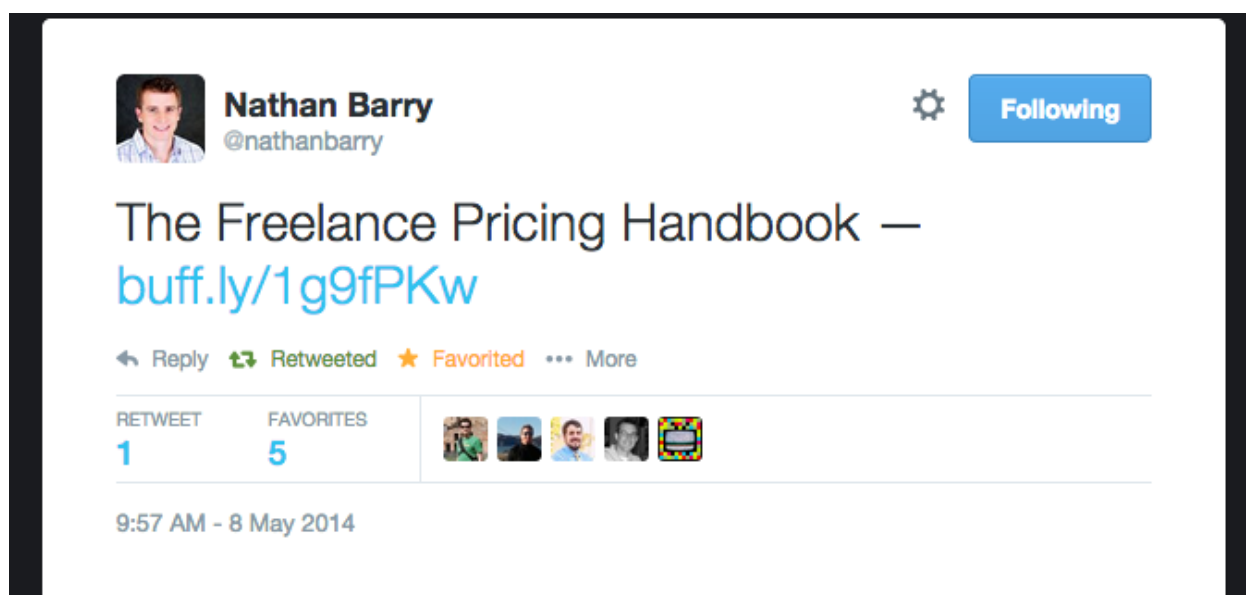 Nathan Barry
@nathanbarry
Following
The Freelance Pricing Handbook —
buff.ly/1g9fPKw
Reply Retweeted Favorited More
RETWEET FAVORITES
1 5
9:57 AM - 8 May 2014